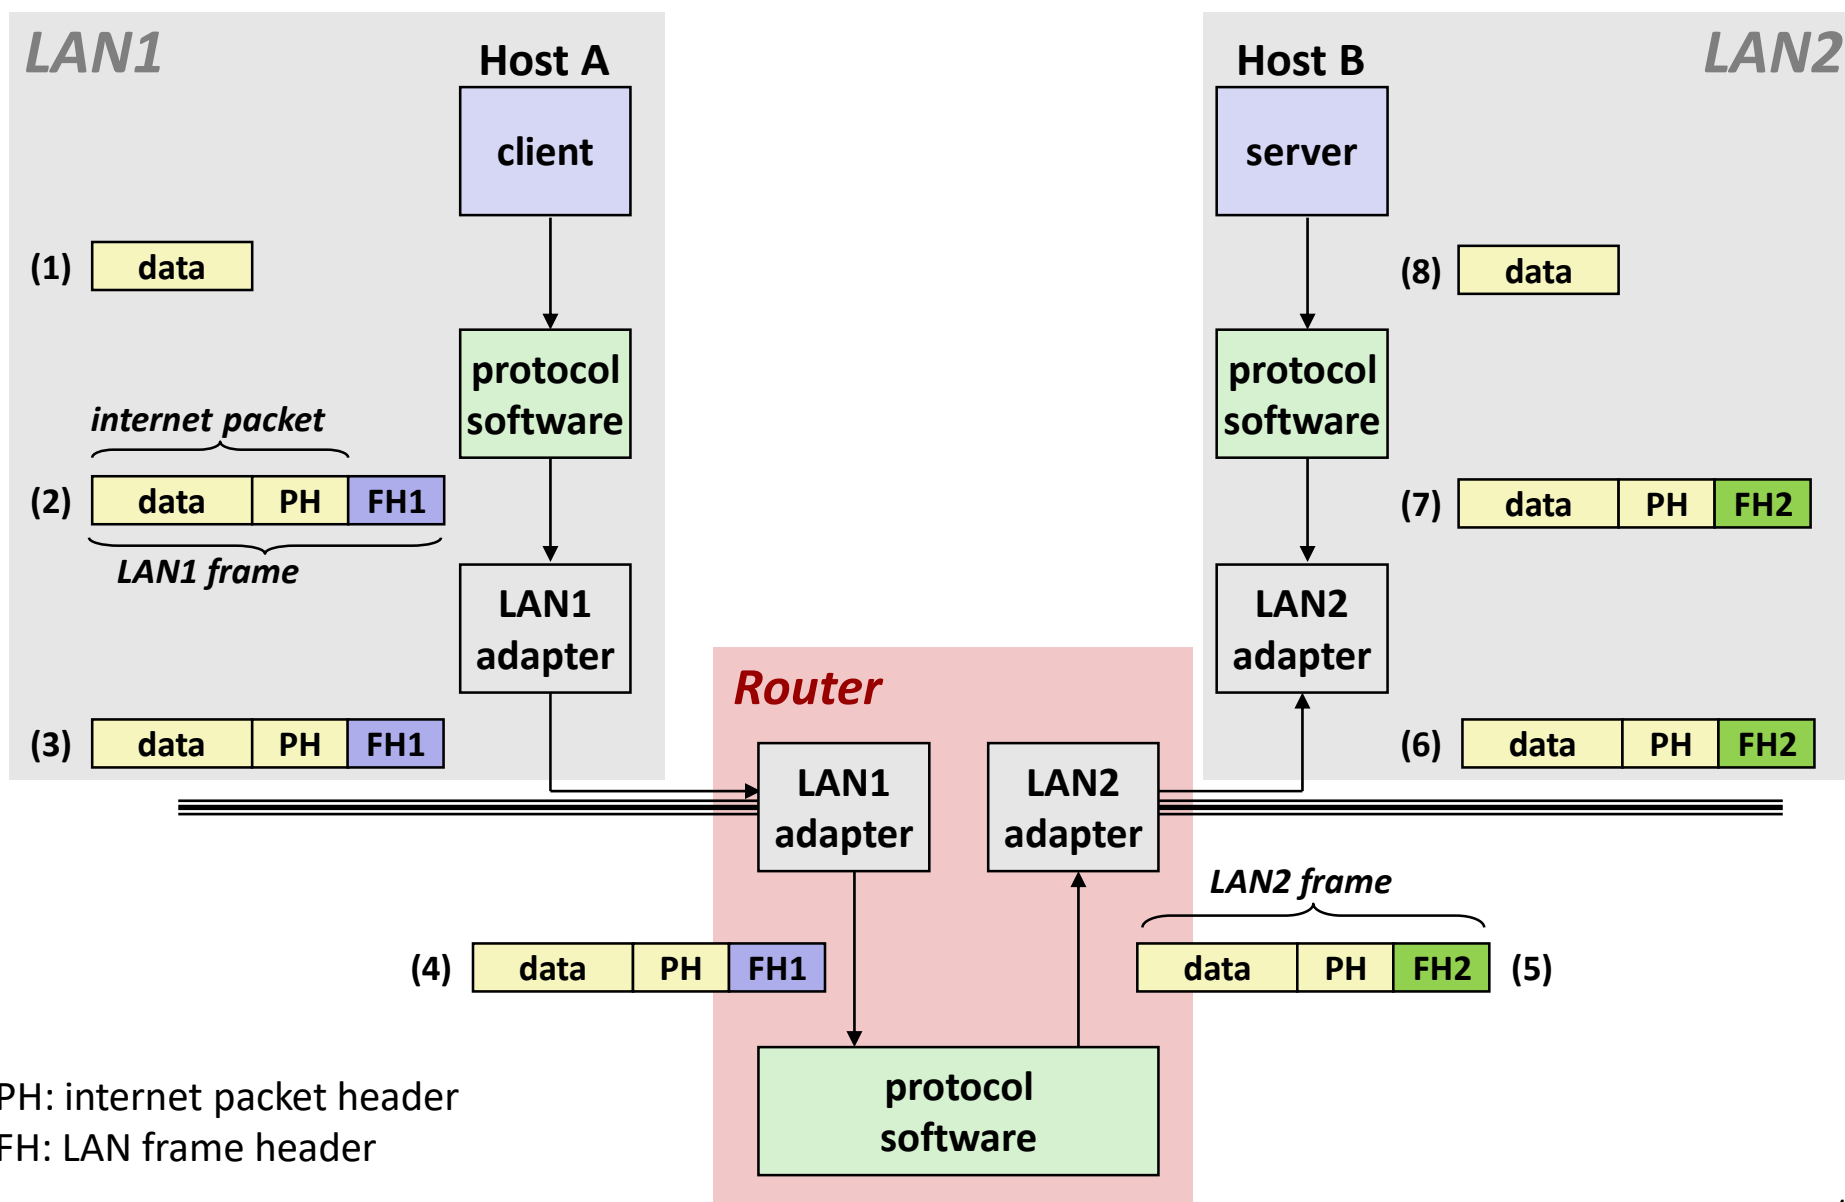 LAN1
Host A
client
(1) data
protocol
software
internet packet
(2) data PH FH1
LAN1 frame
LAN1
adapter
(3) data PH FH1
Host B
LAN2
server
(8) data
protocol
software
(7) data PH FH2
LAN2
adapter
(6) data PH FH2
Router
LAN1
adapter
LAN2
adapter
(4) data PH FH1
LAN2 frame
data PH FH2 (5)
protocol
software
PH: internet packet header
FH: LAN frame header